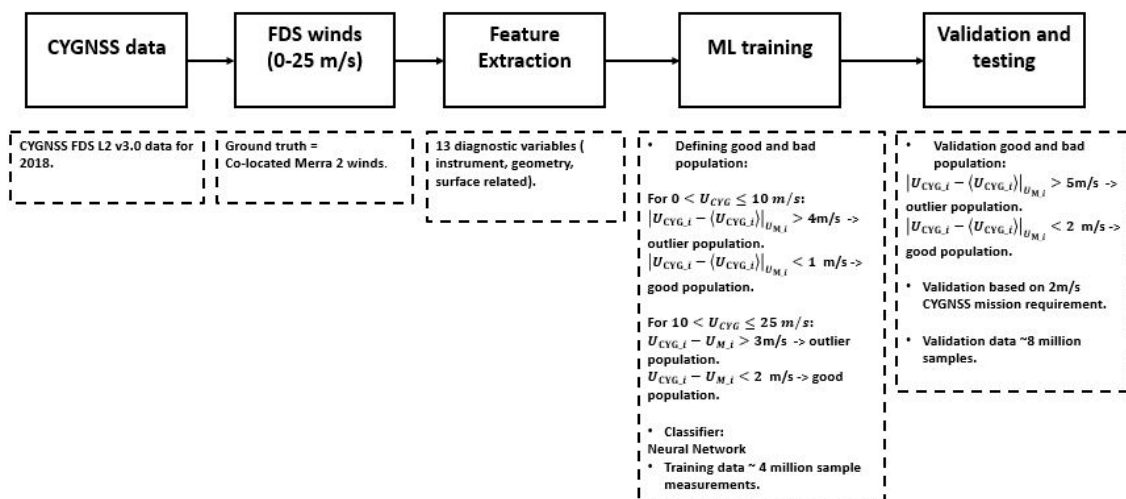 CYGNSS data
FDS winds
(0-25 m/s)
Feature
Extraction
ML training
Validation and
testing
CYGNSS FDS L2 v3.0 data for
2018.
Ground truth =
Co-located Merra 2 winds.
13 diagnostic variables (
instrument, geometry,
surface related).
• Defining good and bad
population:
For 0 < U_CYG ≤ 10 m/s:
|U_CYG_i − ⟨U_CYG_i⟩|_U_M_i > 4m/s ->
outlier population.
|U_CYG_i − ⟨U_CYG_i⟩|_U_M_i < 1 m/s ->
good population.
For 10 < U_CYG ≤ 25 m/s:
U_CYG_i − U_M_i > 3m/s -> outlier
population.
U_CYG_i − U_M_i < 2 m/s -> good
population.
• Classifier:
Neural Network
• Training data ~ 4 million sample
measurements.
• Validation good and bad
population:
|U_CYG_i − ⟨U_CYG_i⟩|_U_M_i > 5m/s ->
outlier population.
|U_CYG_i − ⟨U_CYG_i⟩|_U_M_i < 2 m/s ->
good population.
• Validation based on 2m/s
CYGNSS mission requirement.
• Validation data ~8 million
samples.